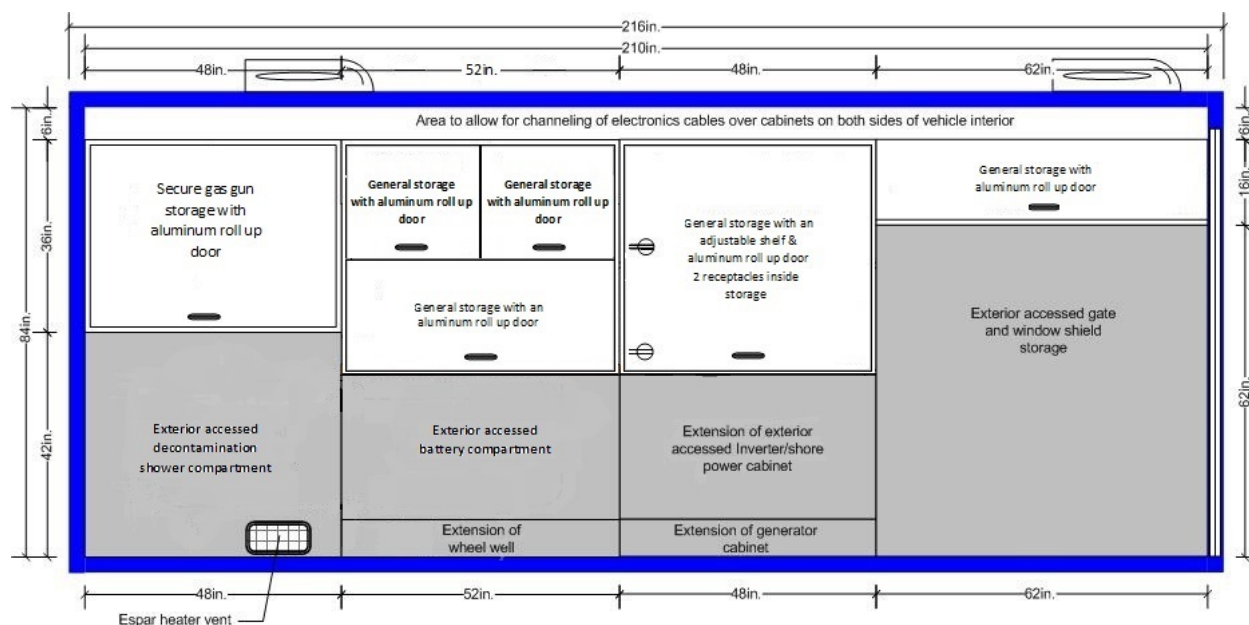 216in.
210in.
48in.
52in.
48in.
62in.
6in.
Area to allow for channeling of electronics cables over cabinets on both sides of vehicle interior
6in.
Secure gas gun
storage with
aluminum roll up
door
General storage
with aluminum roll up
door
General storage
with aluminum roll up
door
General storage with an
adjustable shelf &
aluminum roll up door
2 receptacles inside
storage
General storage with
aluminum roll up door
16in.
36in.
General storage with an
aluminum roll up door
Exterior accessed gate
and window shield
storage
84in.
62in.
42in.
Exterior accessed
decontamination
shower compartment
Exterior accessed
battery compartment
Extension of exterior
accessed Inverter/shore
power cabinet
Extension of
wheel well
Extension of generator
cabinet
48in.
52in.
48in.
62in.
Espar heater vent